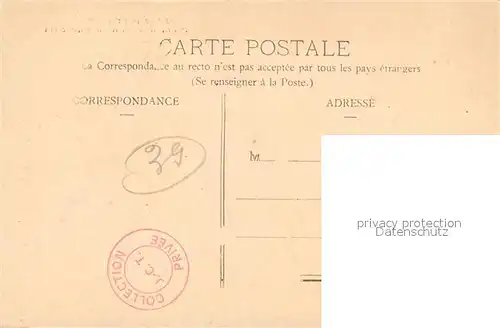 CARTE POSTALE
La Correspondance au recto n'est pas acceptée par tous les pays étrangers
(Se renseigner à la Poste.)
CORRESPONDANCE
ADRESSE
39.
M
privacy protection
Datenschutz
COLLECTION PRIVÉE
J.C.T.